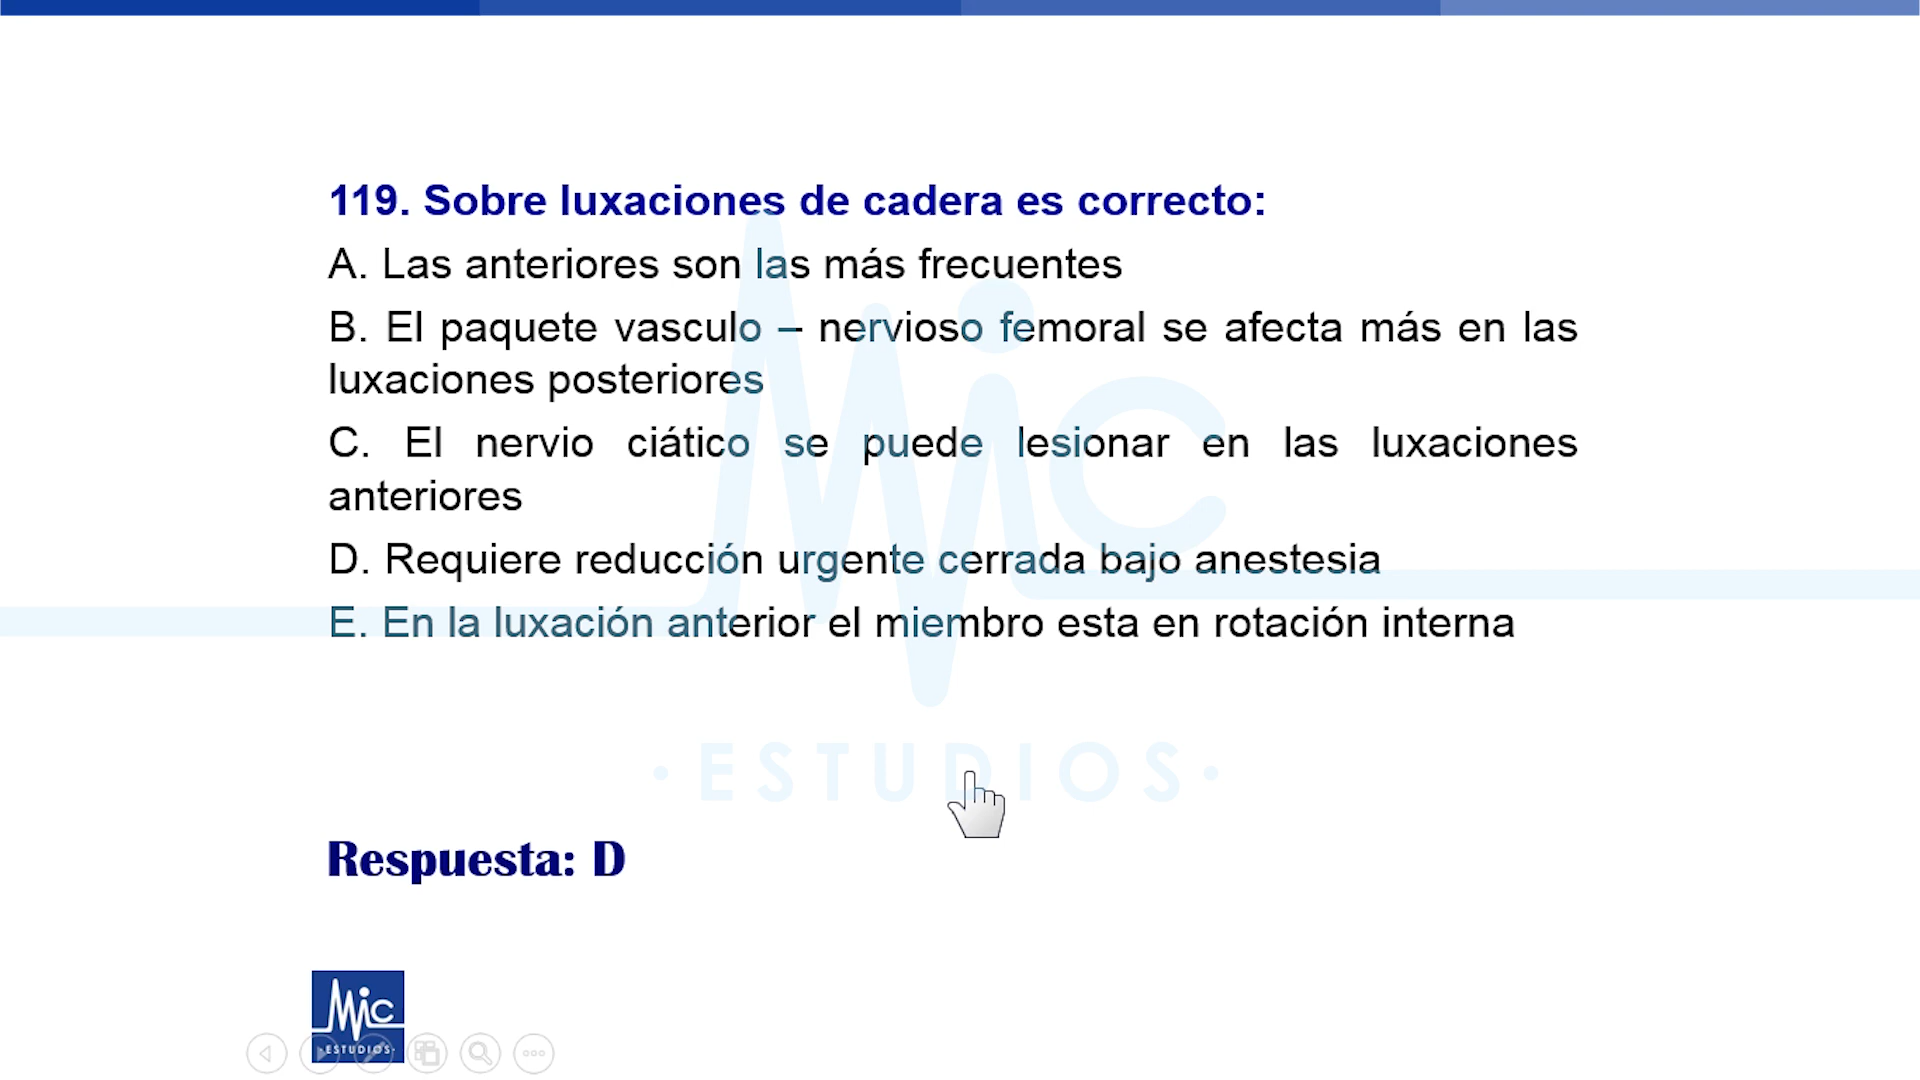 119. Sobre luxaciones de cadera es correcto:
A. Las anteriores son las más frecuentes
B. El paquete vasculo – nervioso femoral se afecta más en las
luxaciones posteriores
C. El nervio ciático se puede lesionar en las luxaciones
anteriores
D. Requiere reducción urgente cerrada bajo anestesia
E. En la luxación anterior el miembro esta en rotación interna
Mic
·ESTUDIOS·
Respuesta: D
Mic
·ESTUDIOS·